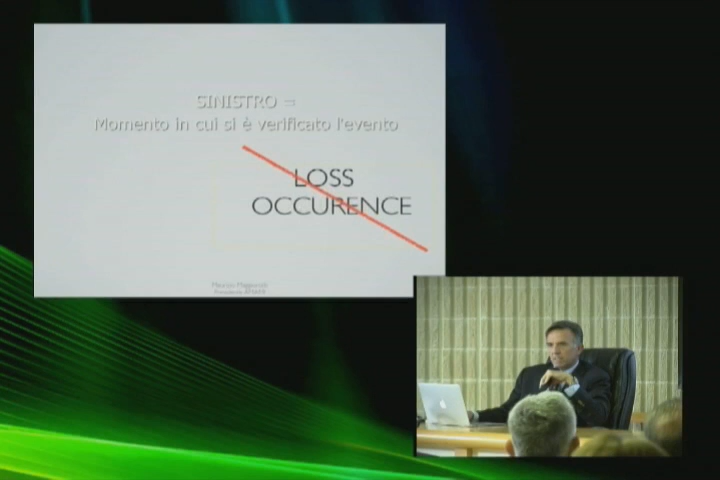 SINISTRO =
Momento in cui si è verificato l'evento
LOSS
OCCURENCE